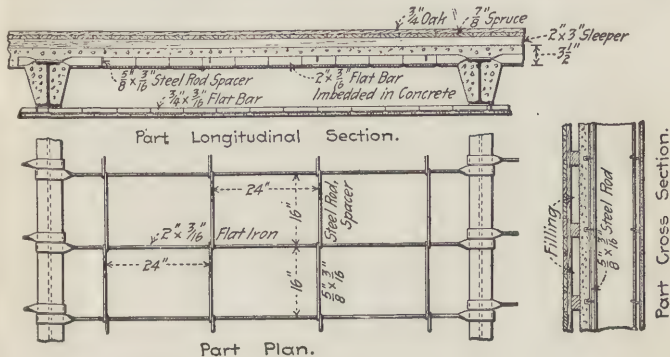 3/4" Oak
7/8" Spruce
2" x 3" Sleeper
3 1/2"
5/8" x 3/16" Steel Rod Spacer
2" x 3/16" Flat Bar
Imbedded in Concrete
3/4" x 3/16" Flat Bar
Part Longitudinal Section.
24"
16"
Steel Rod,
Spacer
2" x 3/16" Flat Iron
24"
16"
5/8" x 3/16"
Part Plan.
Filling
5/8" x 3/16" Steel Rod
Part Cross Section.